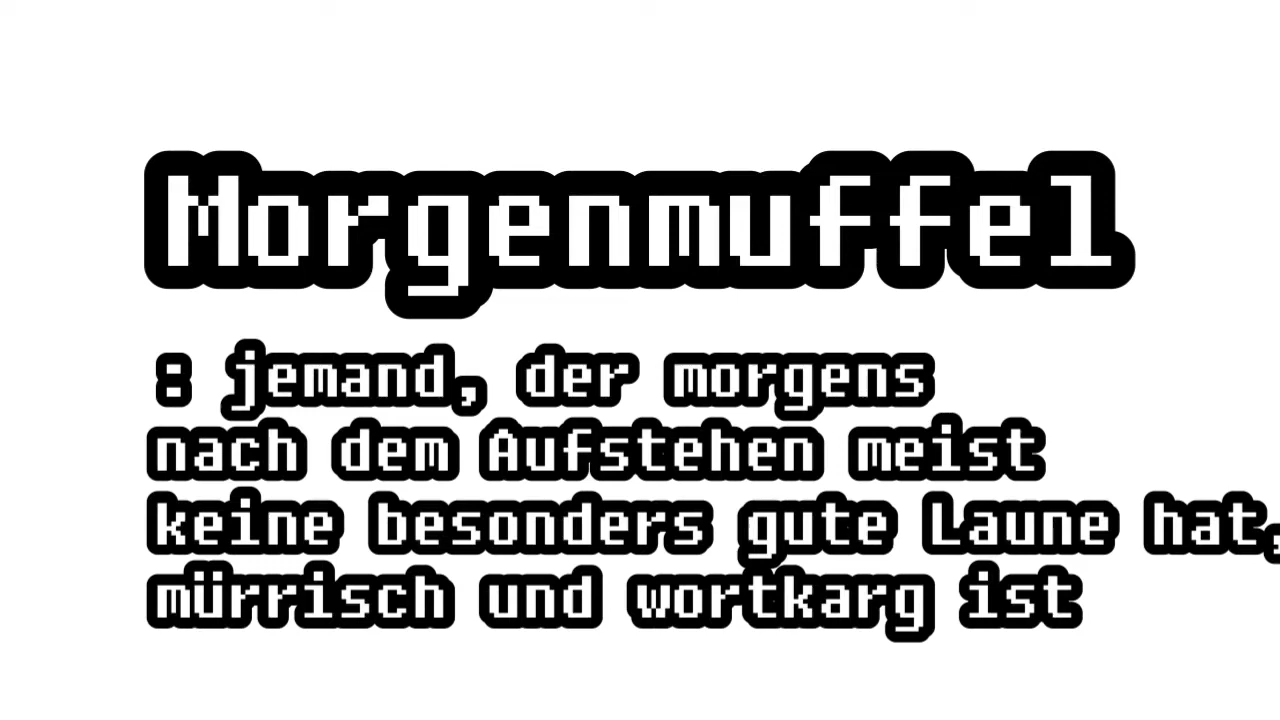 Morgenmuffel
: jemand, der morgens
nach dem Aufstehen meist
keine besonders gute Laune hat,
mürrisch und wortkarg ist